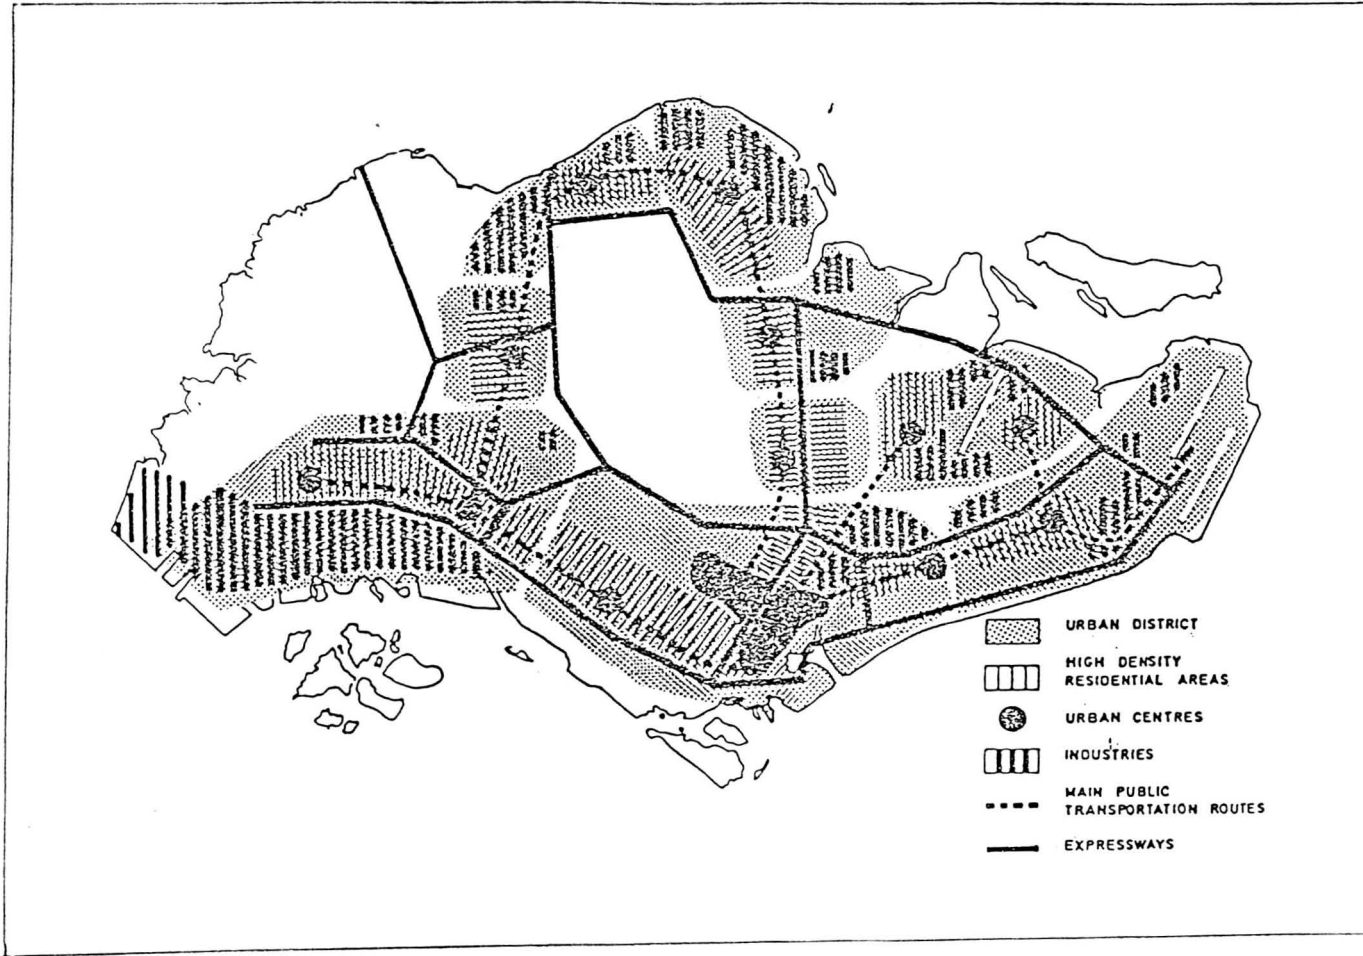 URBAN DISTRICT
HIGH DENSITY
RESIDENTIAL AREAS
URBAN CENTRES
INDUSTRIES
MAIN PUBLIC
TRANSPORTATION ROUTES
EXPRESSWAYS